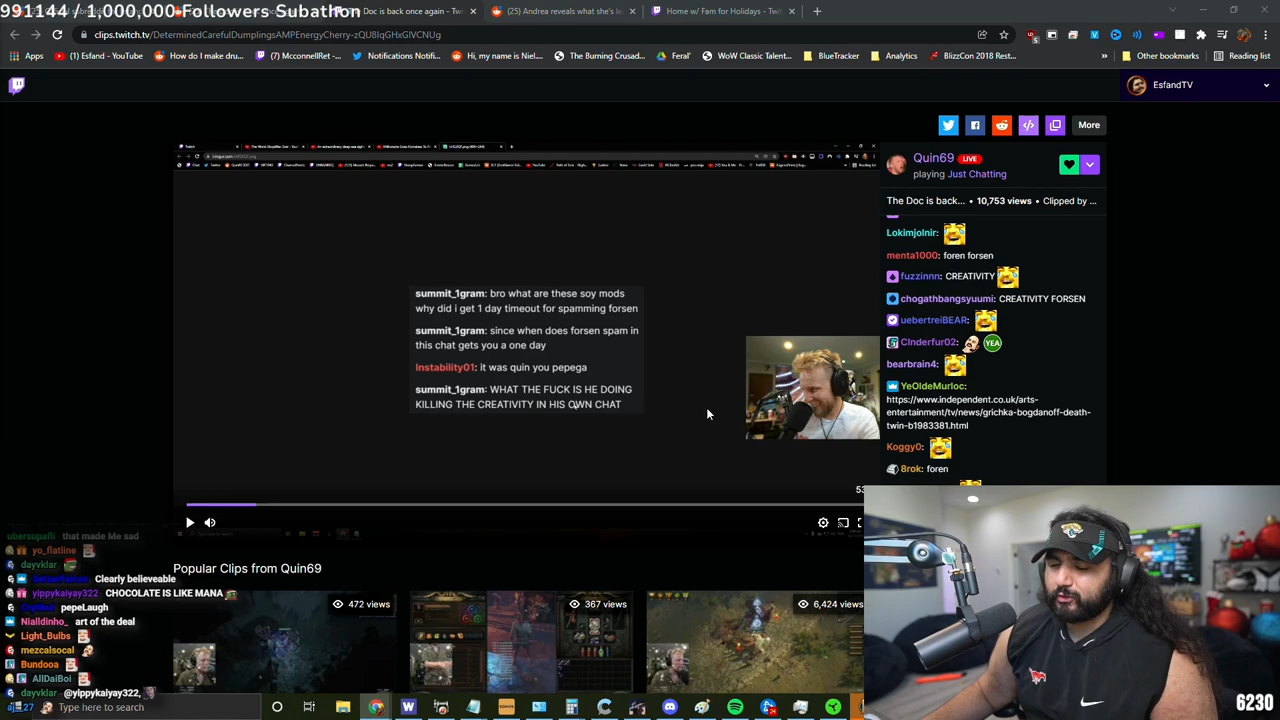 991144 / 1,000,000 Followers Subathon
The Doc is back once again - Twi
(25) Andrea reveals what she's le
Home w/ Fam for Holidays - Twit
clips.twitch.tv/DeterminedCarefulDumplingsAMPEnergyCherry-zQU8IqGHxGlVCNUg
Apps
(1) Esfand - YouTube
How do I make dru...
(7) McconnellRet -...
Notifications Notifi...
Hi, my name is Niel...
The Burning Crusad...
Feral'
WoW Classic Talent...
BlueTracker
Analytics
BlizzCon 2018 Rest...
Other bookmarks
Reading list
EsfandTV
More
Quin69 LIVE
playing Just Chatting
The Doc is back... • 10,753 views • Clipped by ...
Lokimjolnir:
menta1000: foren forsen
fuzzinnn: CREATIVITY
chogathbangsyuumi: CREATIVITY FORSEN
uebertreiBEAR:
CInderfur02: YEA
bearbrain4:
YeOldeMurloc:
https://www.independent.co.uk/arts-
entertainment/tv/news/grichka-bogdanoff-death-
twin-b1983381.html
Koggy0:
8rok: foren
summit_1gram: bro what are these soy mods
why did i get 1 day timeout for spamming forsen
summit_1gram: since when does forsen spam in
this chat gets you a one day
Instability01: it was quin you pepega
summit_1gram: WHAT THE FUCK IS HE DOING
KILLING THE CREATIVITY IN HIS OWN CHAT
53
ubersupafli that made Me sad
yo_flatline
dayvklar:
Clearly believeable
yippykaiyay322: CHOCOLATE IS LIKE MANA
pepeLaugh
Nialldinho_: art of the deal
Light_Bulbs:
mezcalsocal
Bundooa
AllDaiBoi
dayvklar: @yippykaiyay322,
Popular Clips from Quin69
472 views
367 views
6,424 views
27
Type here to search
6230